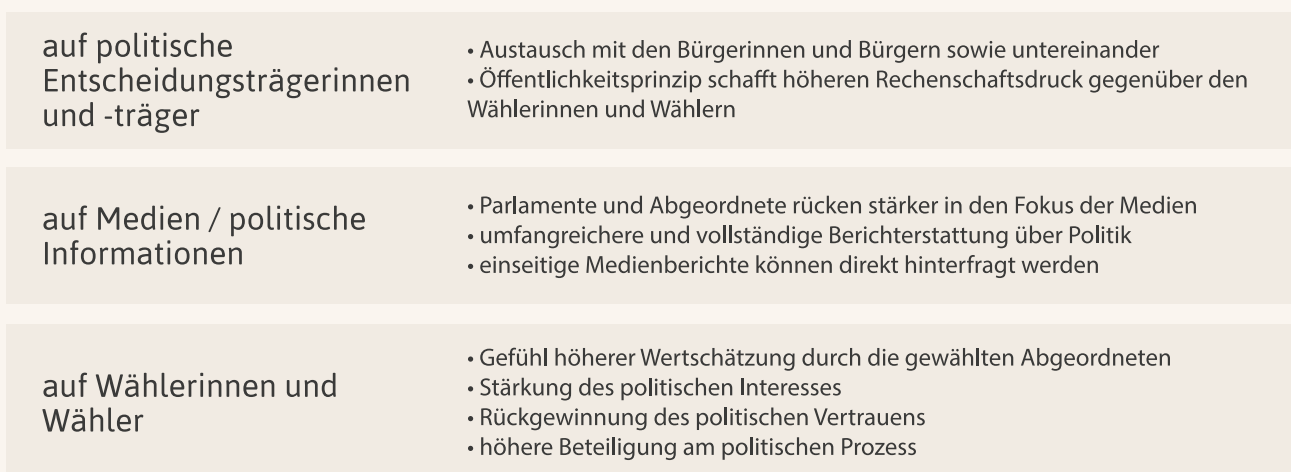 auf politische
Entscheidungsträgerinnen
und -träger
• Austausch mit den Bürgerinnen und Bürgern sowie untereinander
• Öffentlichkeitsprinzip schafft höheren Rechenschaftsdruck gegenüber den
Wählerinnen und Wählern
auf Medien / politische
Informationen
• Parlamente und Abgeordnete rücken stärker in den Fokus der Medien
• umfangreichere und vollständige Berichterstattung über Politik
• einseitige Medienberichte können direkt hinterfragt werden
auf Wählerinnen und
Wähler
• Gefühl höherer Wertschätzung durch die gewählten Abgeordneten
• Stärkung des politischen Interesses
• Rückgewinnung des politischen Vertrauens
• höhere Beteiligung am politischen Prozess